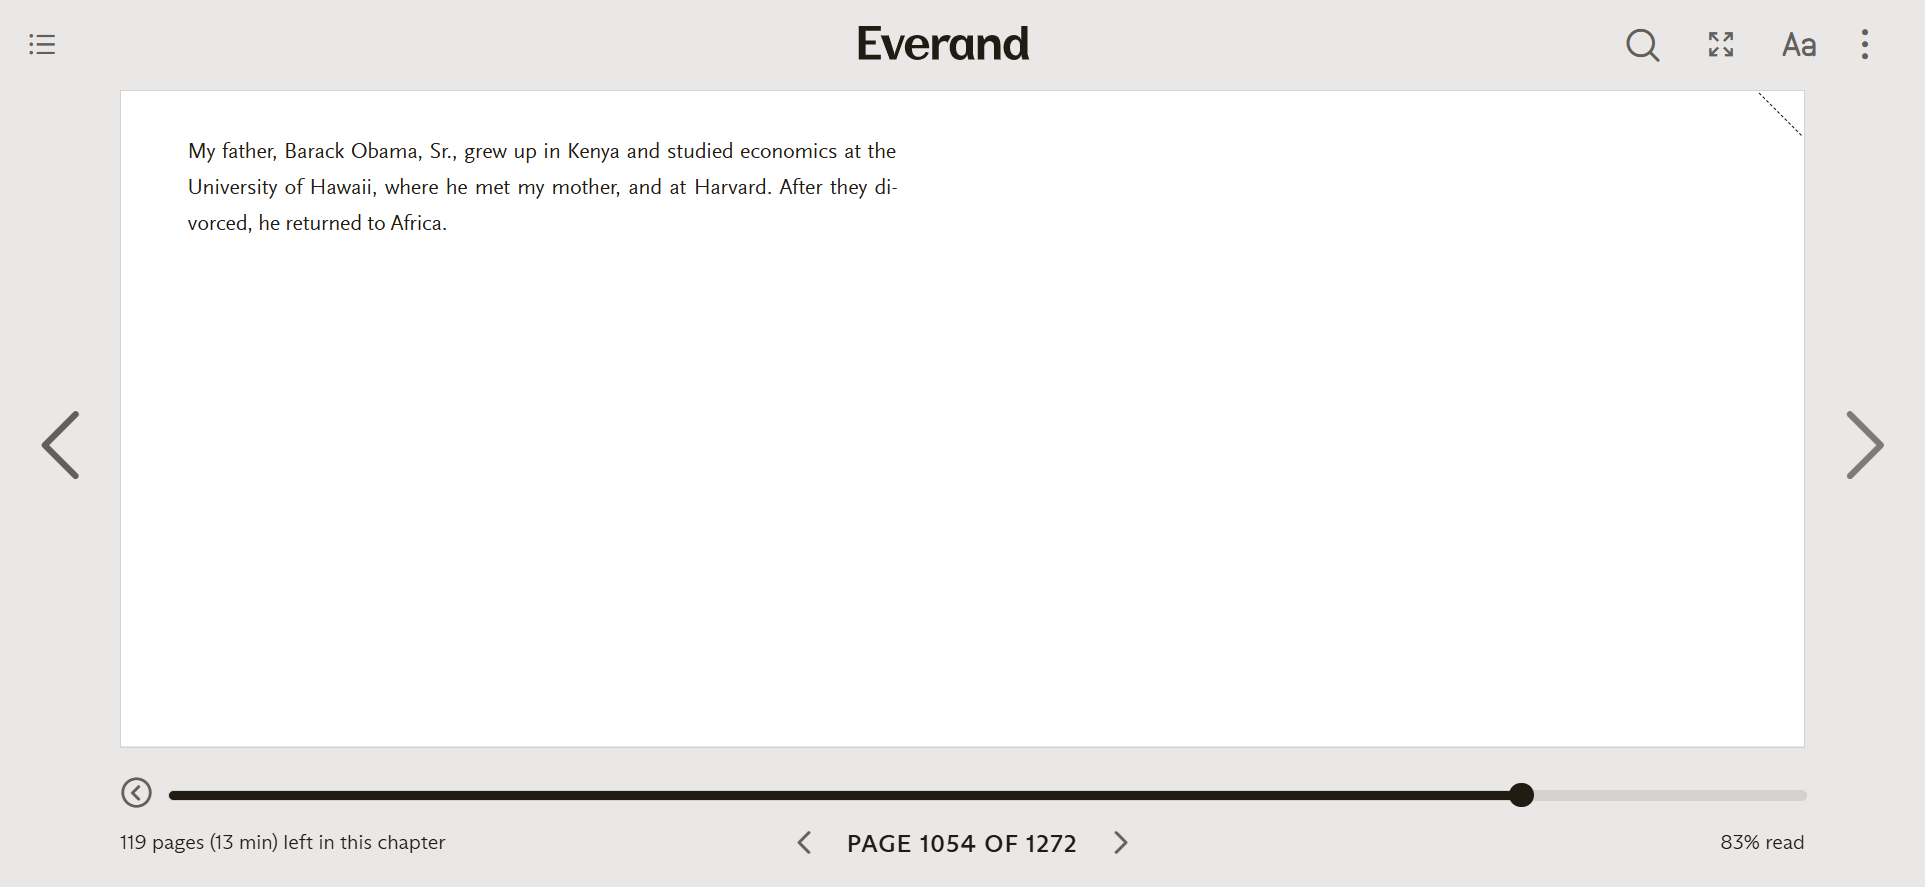 Everand
Aa
My father, Barack Obama, Sr., grew up in Kenya and studied economics at the
University of Hawaii, where he met my mother, and at Harvard. After they di-
vorced, he returned to Africa.
119 pages (13 min) left in this chapter
PAGE 1054 OF 1272
83% read